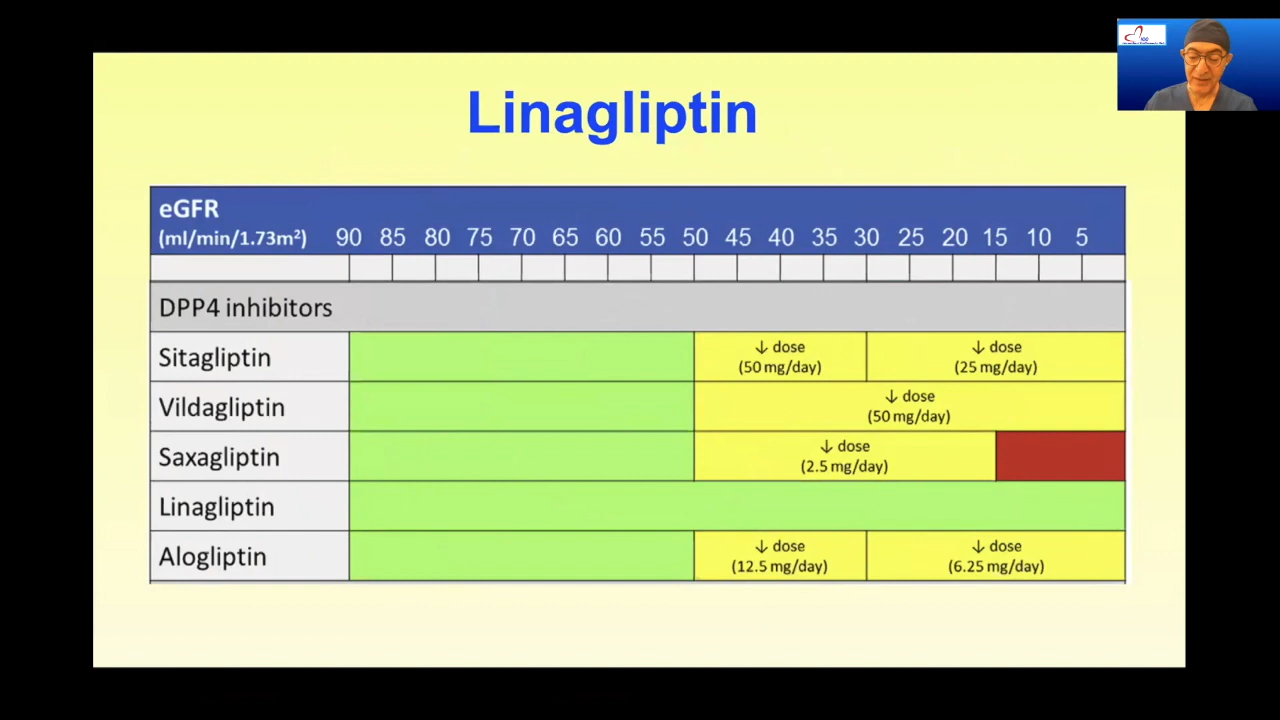 Linagliptin
eGFR
(ml/min/1.73m²) 90 85 80 75 70 65 60 55 50 45 40 35 30 25 20 15 10 5
DPP4 inhibitors
Sitagliptin
↓ dose
(50 mg/day)
↓ dose
(25 mg/day)
Vildagliptin
↓ dose
(50 mg/day)
Saxagliptin
↓ dose
(2.5 mg/day)
Linagliptin
Alogliptin
↓ dose
(12.5 mg/day)
↓ dose
(6.25 mg/day)